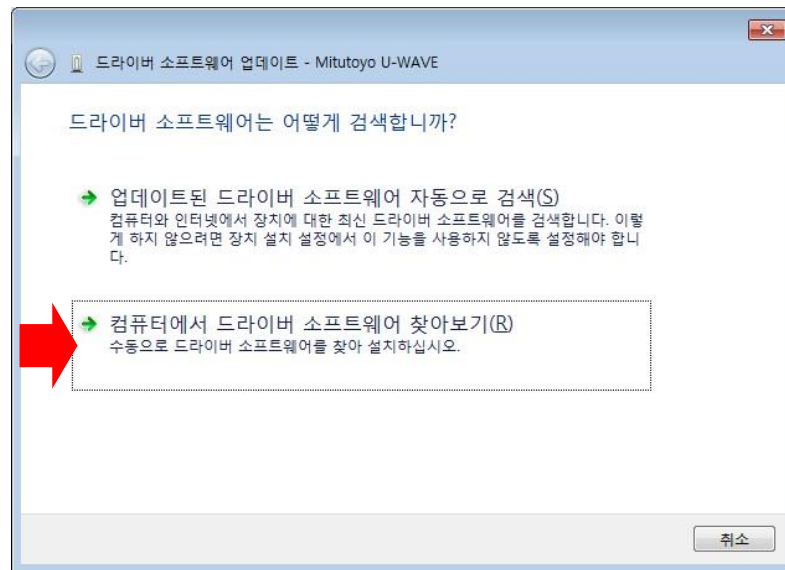 드라이버 소프트웨어 업데이트 - Mitutoyo U-WAVE
드라이버 소프트웨어는 어떻게 검색합니까?
업데이트된 드라이버 소프트웨어 자동으로 검색(S)
컴퓨터와 인터넷에서 장치에 대한 최신 드라이버 소프트웨어를 검색합니다. 이렇
게 하지 않으려면 장치 설치 설정에서 이 기능을 사용하지 않도록 설정해야 합니
다.
컴퓨터에서 드라이버 소프트웨어 찾아보기(R)
수동으로 드라이버 소프트웨어를 찾아 설치하십시오.
취소